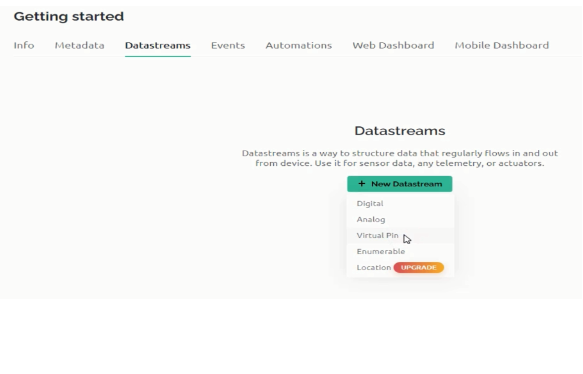 Getting started
Info Metadata Datastreams Events Automations Web Dashboard Mobile Dashboard
Datastreams
Datastreams is a way to structure data that regularly flows in and out
from device. Use it for sensor data, any telemetry, or actuators.
+ New Datastream
Digital
Analog
Virtual Pin
Enumerable
Location UPGRADE